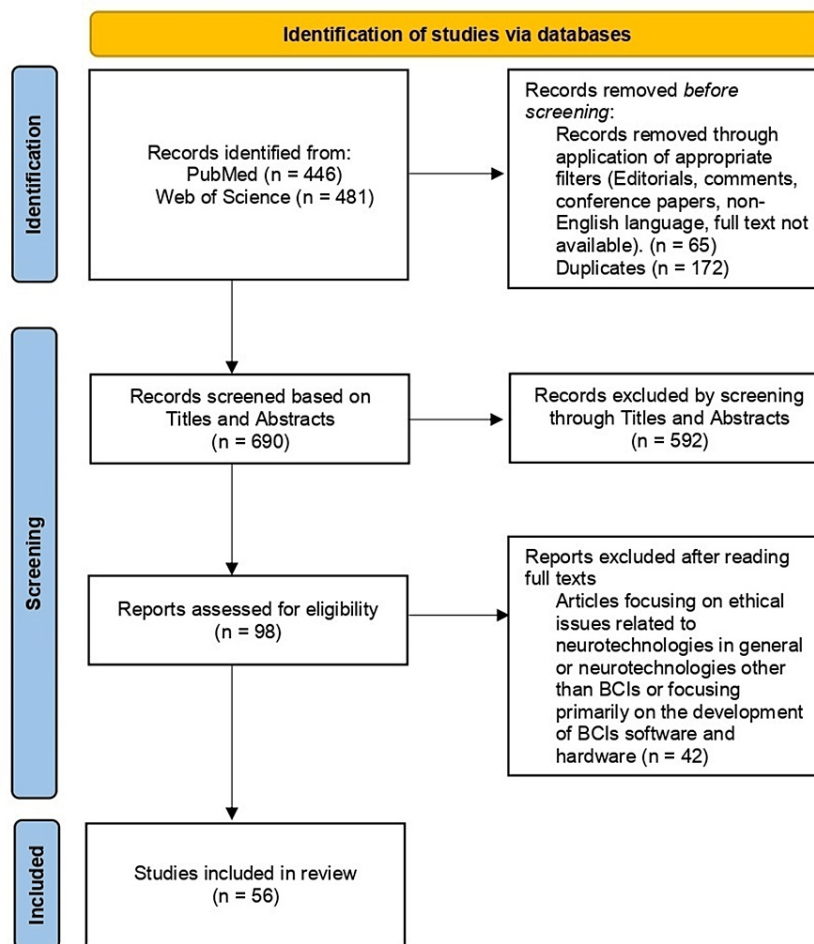 Identification of studies via databases
Identification
Records identified from:
PubMed (n = 446)
Web of Science (n = 481)
Records removed before
screening:
Records removed through
application of appropriate
filters (Editorials, comments,
conference papers, non-
English language, full text not
available). (n = 65)
Duplicates (n = 172)
Screening
Records screened based on
Titles and Abstracts
(n = 690)
Records excluded by screening
through Titles and Abstracts
(n = 592)
Reports assessed for eligibility
(n = 98)
Reports excluded after reading
full texts
Articles focusing on ethical
issues related to
neurotechnologies in general
or neurotechnologies other
than BCIs or focusing
primarily on the development
of BCIs software and
hardware (n = 42)
Included
Studies included in review
(n = 56)